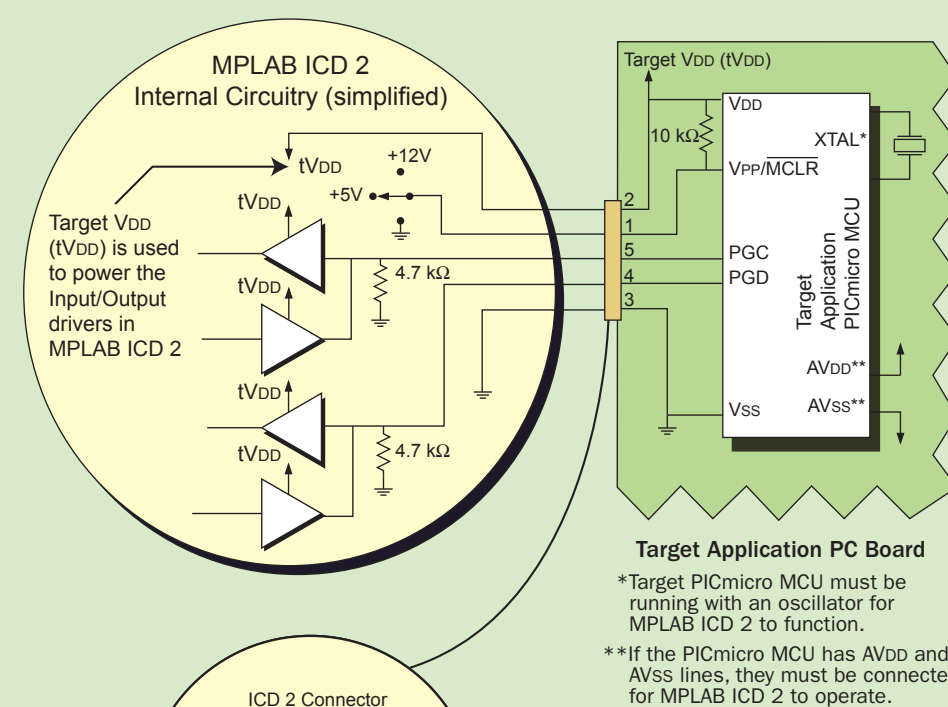 MPLAB ICD 2
Internal Circuitry (simplified)
tVDD
+12V
+5V
Target VDD
(tVDD) is used
to power the
Input/Output
drivers in
MPLAB ICD 2
tVDD
4.7 kΩ
tVDD
tVDD
4.7 kΩ
tVDD
Target VDD (tVDD)
10 kΩ
2
1
5
4
3
VDD
XTAL*
VPP/MCLR
PGC
PGD
Target
Application
PICmicro MCU
AVDD**
AVSS**
VSS
Target Application PC Board
*Target PICmicro MCU must be
running with an oscillator for
MPLAB ICD 2 to function.
**If the PICmicro MCU has AVDD and
AVSS lines, they must be connecte
for MPLAB ICD 2 to operate.
ICD 2 Connector